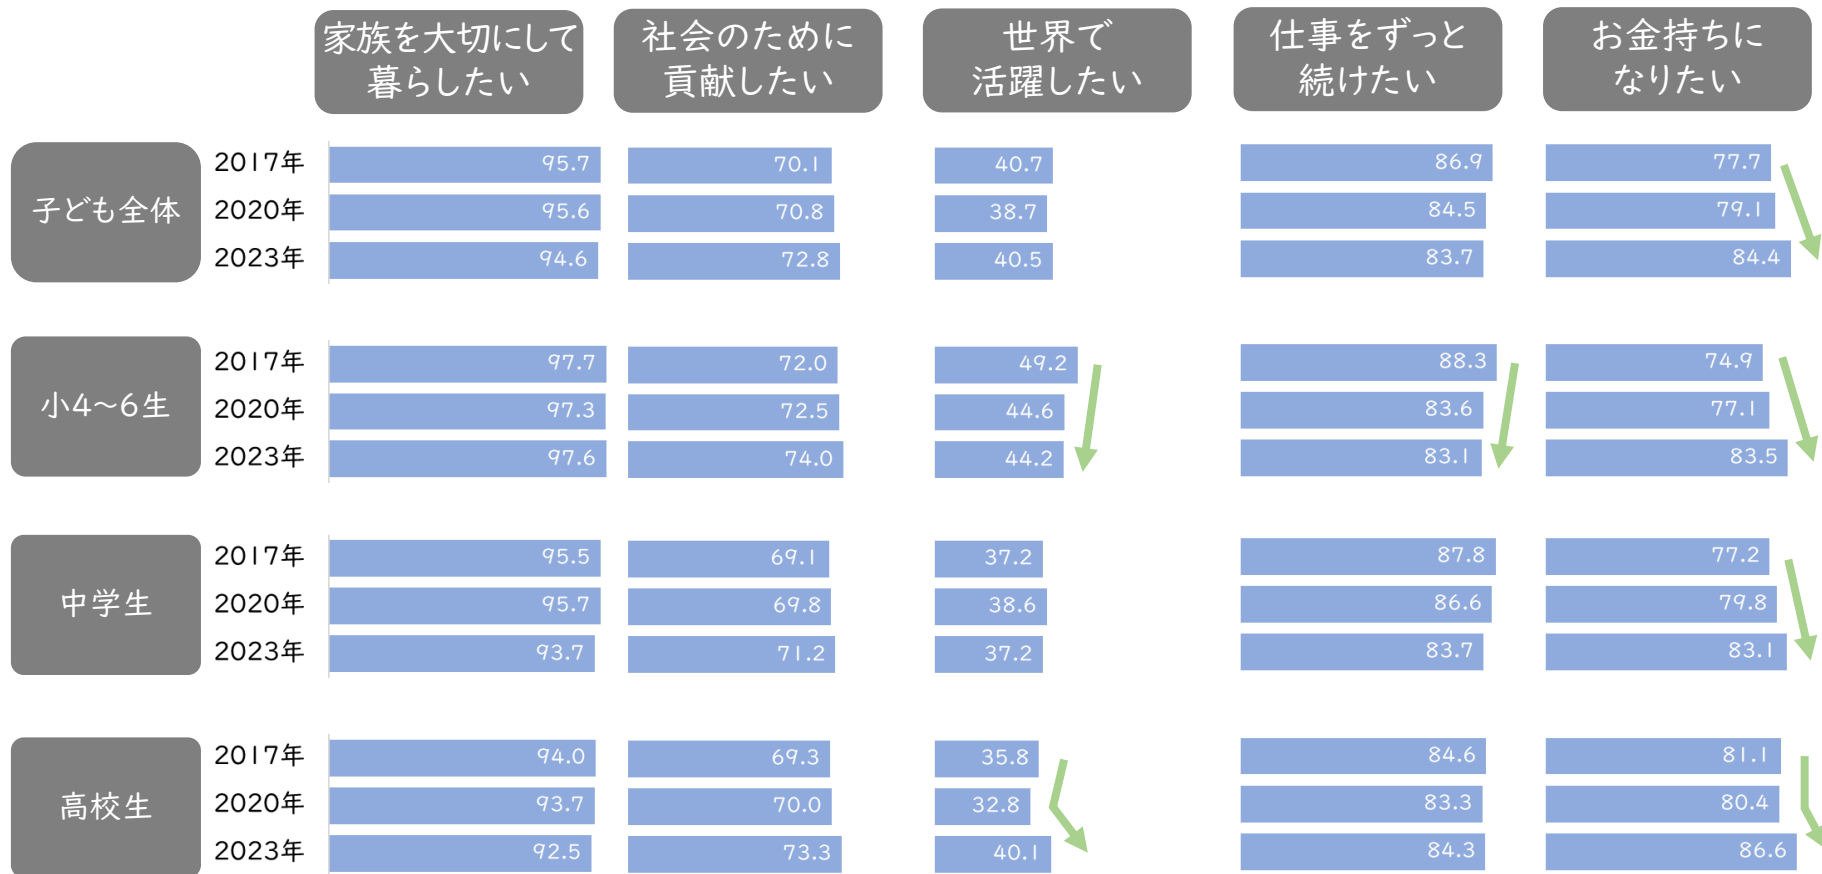 家族を大切にして
暮らしたい
社会のために
貢献したい
世界で
活躍したい
仕事をずっと
続けたい
お金持ちに
なりたい
子ども全体
2017年 95.7 70.1 40.7 86.9 77.7
2020年 95.6 70.8 38.7 84.5 79.1
2023年 94.6 72.8 40.5 83.7 84.4
小4～6生
2017年 97.7 72.0 49.2 88.3 74.9
2020年 97.3 72.5 44.6 83.6 77.1
2023年 97.6 74.0 44.2 83.1 83.5
中学生
2017年 95.5 69.1 37.2 87.8 77.2
2020年 95.7 69.8 38.6 86.6 79.8
2023年 93.7 71.2 37.2 83.7 83.1
高校生
2017年 94.0 69.3 35.8 84.6 81.1
2020年 93.7 70.0 32.8 83.3 80.4
2023年 92.5 73.3 40.1 84.3 86.6